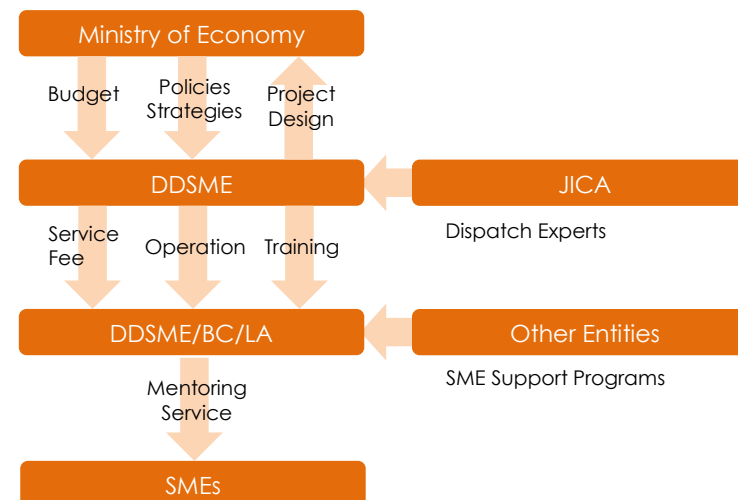 Ministry of Economy
Budget
Policies
Strategies
Project
Design
DDSME
JICA
Service
Fee
Operation
Training
Dispatch Experts
DDSME/BC/LA
Other Entities
Mentoring
Service
SME Support Programs
SMEs